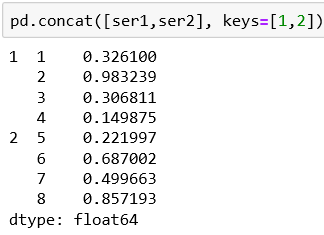 pd.concat([ser1,ser2], keys=[1,2])
1  1    0.326100
   2    0.983239
   3    0.306811
   4    0.149875
2  5    0.221997
   6    0.687002
   7    0.499663
   8    0.857193
dtype: float64